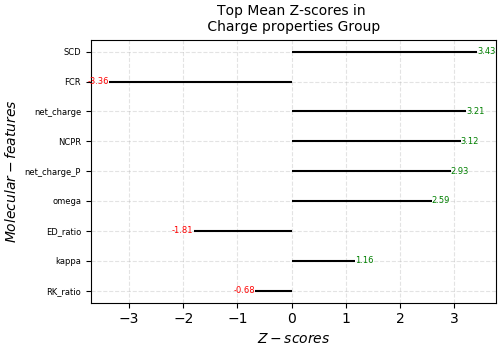 Top Mean Z-scores in
Charge properties Group
SCD 3.43
FCR -3.36
net_charge 3.21
NCPR 3.12
net_charge_P 2.93
omega 2.59
ED_ratio -1.81
kappa 1.16
RK_ratio -0.68
−3 −2 −1 0 1 2 3
Z − scores
Molecular − features